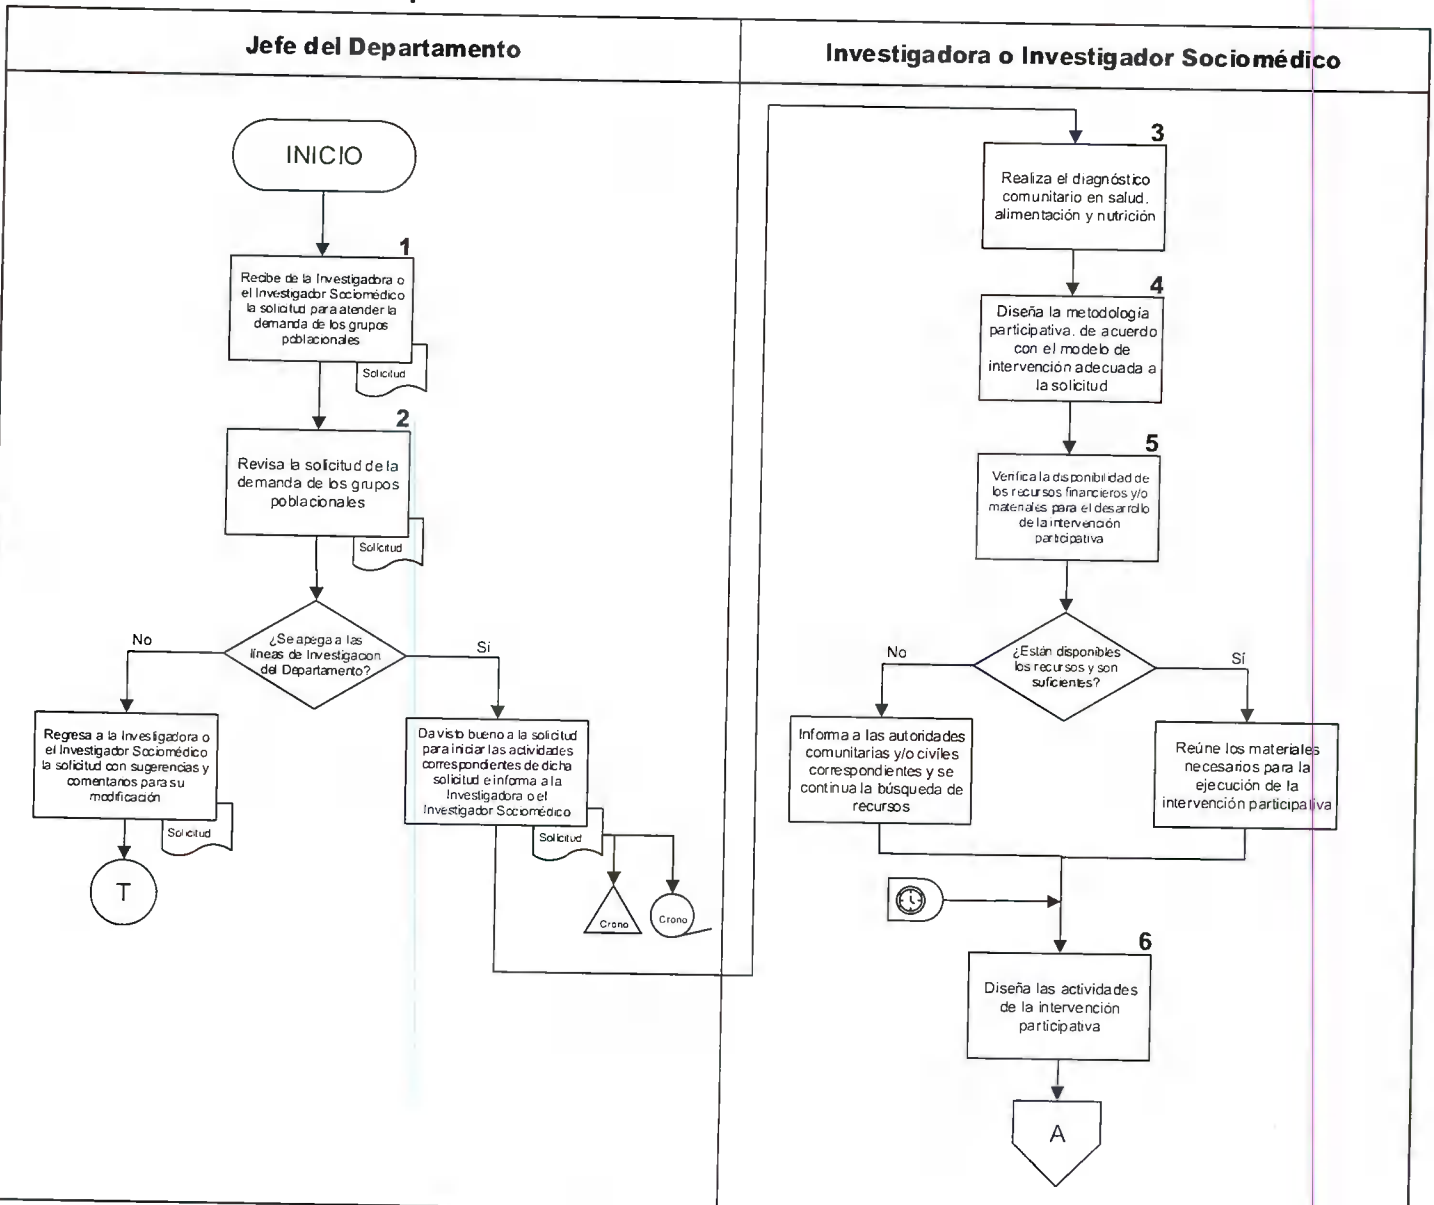 Jefe del Departamento
Investigadora o Investigador Sociomédico
INICIO
1
Recibe de la Investigadora o
el Investigador Sociomédico
la solicitud para atender la
demanda de los grupos
poblacionales
Solicitud
2
Revisa la solicitud de la
demanda de los grupos
poblacionales
Solicitud
¿Se apega a las
líneas de Investigacion
del Departamento?
No
Si
Regresa a la Investigadora o
el Investigador Sociomédico
la solicitud con sugerencias y
comentarios para su
modificación
Solicitud
T
Da visto bueno a la solicitud
para iniciar las actividades
correspondientes de dicha
solicitud e informa a la
Investigadora o el
Investigador Sociomédico
Solicitud
Crono
Crono
3
Realiza el diagnóstico
comunitario en salud,
alimentación y nutrición
4
Diseña la metodología
participativa, de acuerdo
con el modelo de
intervención adecuada a
la solicitud
5
Verifica la disponibilidad de
los recursos financieros y/o
materiales para el desarrollo
de la intervención
participativa
¿Están disponibles
los recursos y son
suficientes?
No
Sí
Informa a las autoridades
comunitarias y/o civiles
correspondientes y se
continua la búsqueda de
recursos
Reúne los materiales
necesarios para la
ejecución de la
intervención participativa
6
Diseña las actividades
de la intervención
participativa
A